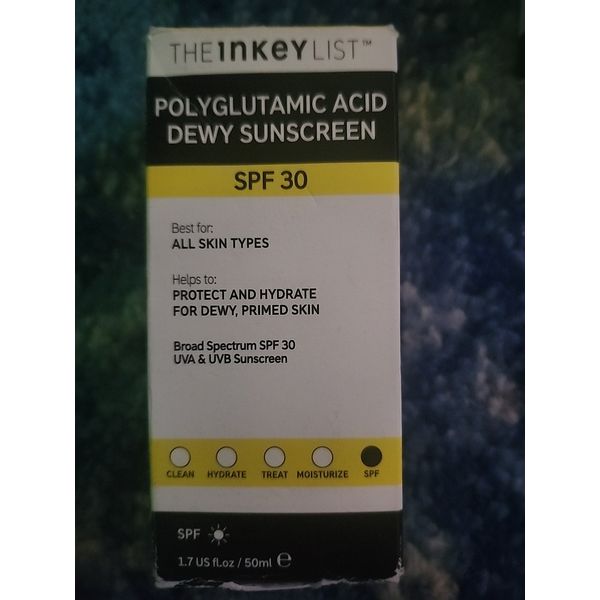 THE INKEY LIST™
POLYGLUTAMIC ACID
DEWY SUNSCREEN
SPF 30
Best for:
ALL SKIN TYPES
Helps to:
PROTECT AND HYDRATE
FOR DEWY, PRIMED SKIN
Broad Spectrum SPF 30
UVA & UVB Sunscreen
CLEAN HYDRATE TREAT MOISTURIZE SPF
SPF
1.7 US fl.oz / 50ml ℮